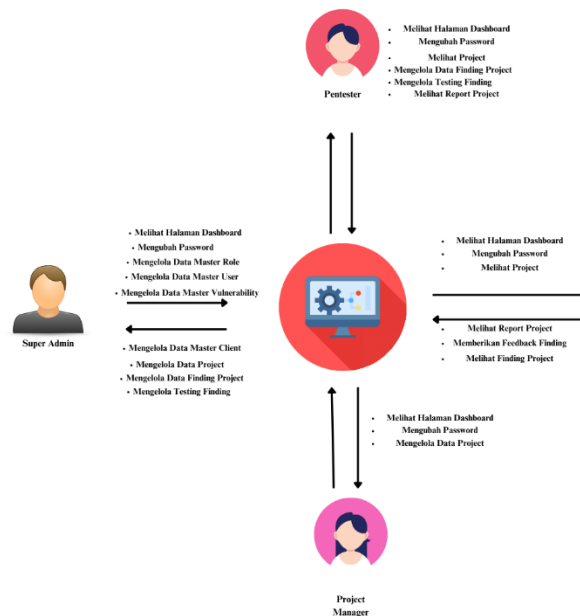 • Melihat Halaman Dashboard
• Mengubah Password
• Melihat Project
• Mengelola Data Finding Project
• Mengelola Testing Finding
• Melihat Report Project
Pentester
• Melihat Halaman Dashboard
• Mengubah Password
• Mengelola Data Master Role
• Mengelola Data Master User
• Mengelola Data Master Vulnerability
Super Admin
• Mengelola Data Master Client
• Mengelola Data Project
• Mengelola Data Finding Project
• Mengelola Testing Finding
• Melihat Halaman Dashboard
• Mengubah Password
• Melihat Project
• Melihat Report Project
• Memberikan Feedback Finding
• Melihat Finding Project
• Melihat Halaman Dashboard
• Mengubah Password
• Mengelola Data Project
Project
Manager